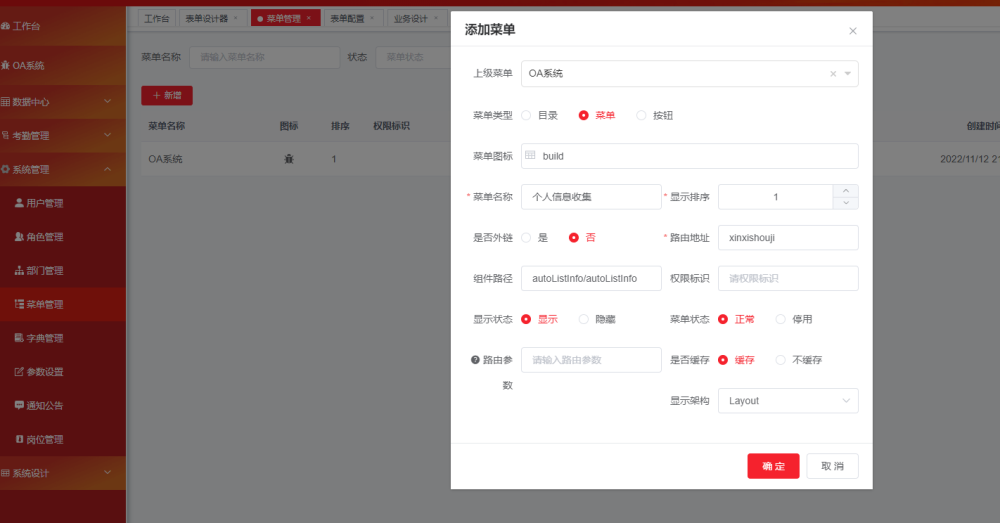 工作台
OA系统
数据中心
考勤管理
系统管理
用户管理
角色管理
部门管理
菜单管理
字典管理
参数设置
通知公告
岗位管理
系统设计
工作台 表单设计器 × 菜单管理 × 表单配置 × 业务设计 ×
菜单名称 请输入菜单名称 状态 菜单状态
+ 新增
菜单名称 图标 排序 权限标识 创建时间
OA系统 1 2022/11/12 21
添加菜单 ×
上级菜单 OA系统 ×
菜单类型 目录 菜单 按钮
菜单图标 build
* 菜单名称 个人信息收集 * 显示排序 1
是否外链 是 否 * 路由地址 xinxishouji
组件路径 autoListInfo/autoListInfo 权限标识 请权限标识
显示状态 显示 隐藏 菜单状态 正常 停用
? 路由参 请输入路由参数 是否缓存 缓存 不缓存
数
显示架构 Layout
确 定 取 消